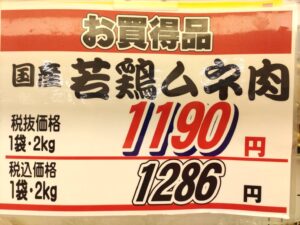 お買得品
国産 若鶏ムネ肉
税抜価格
1袋・2kg
1190円
税込価格
1袋・2kg
1286円